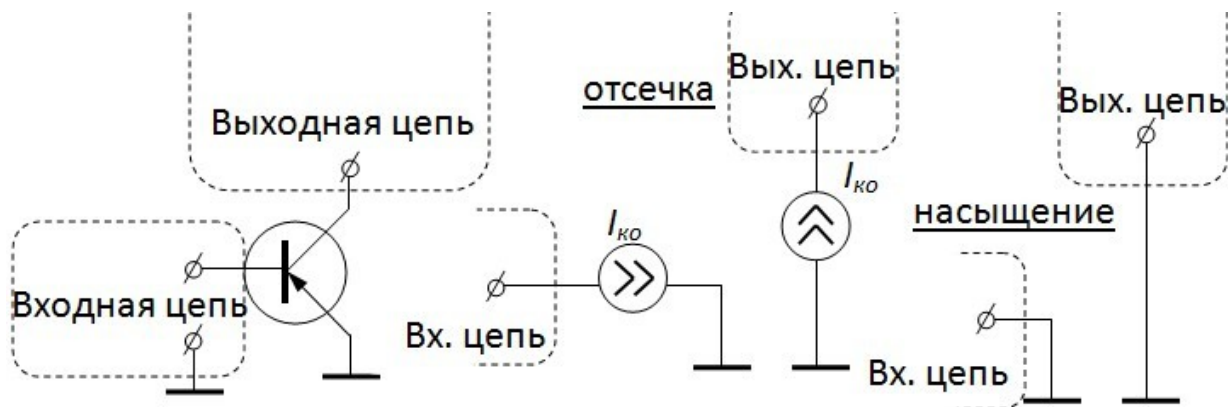 Выходная цепь
Входная цепь
отсечка
Вых. цепь
Iко
Iко
Вх. цепь
насыщение
Вых. цепь
Вх. цепь